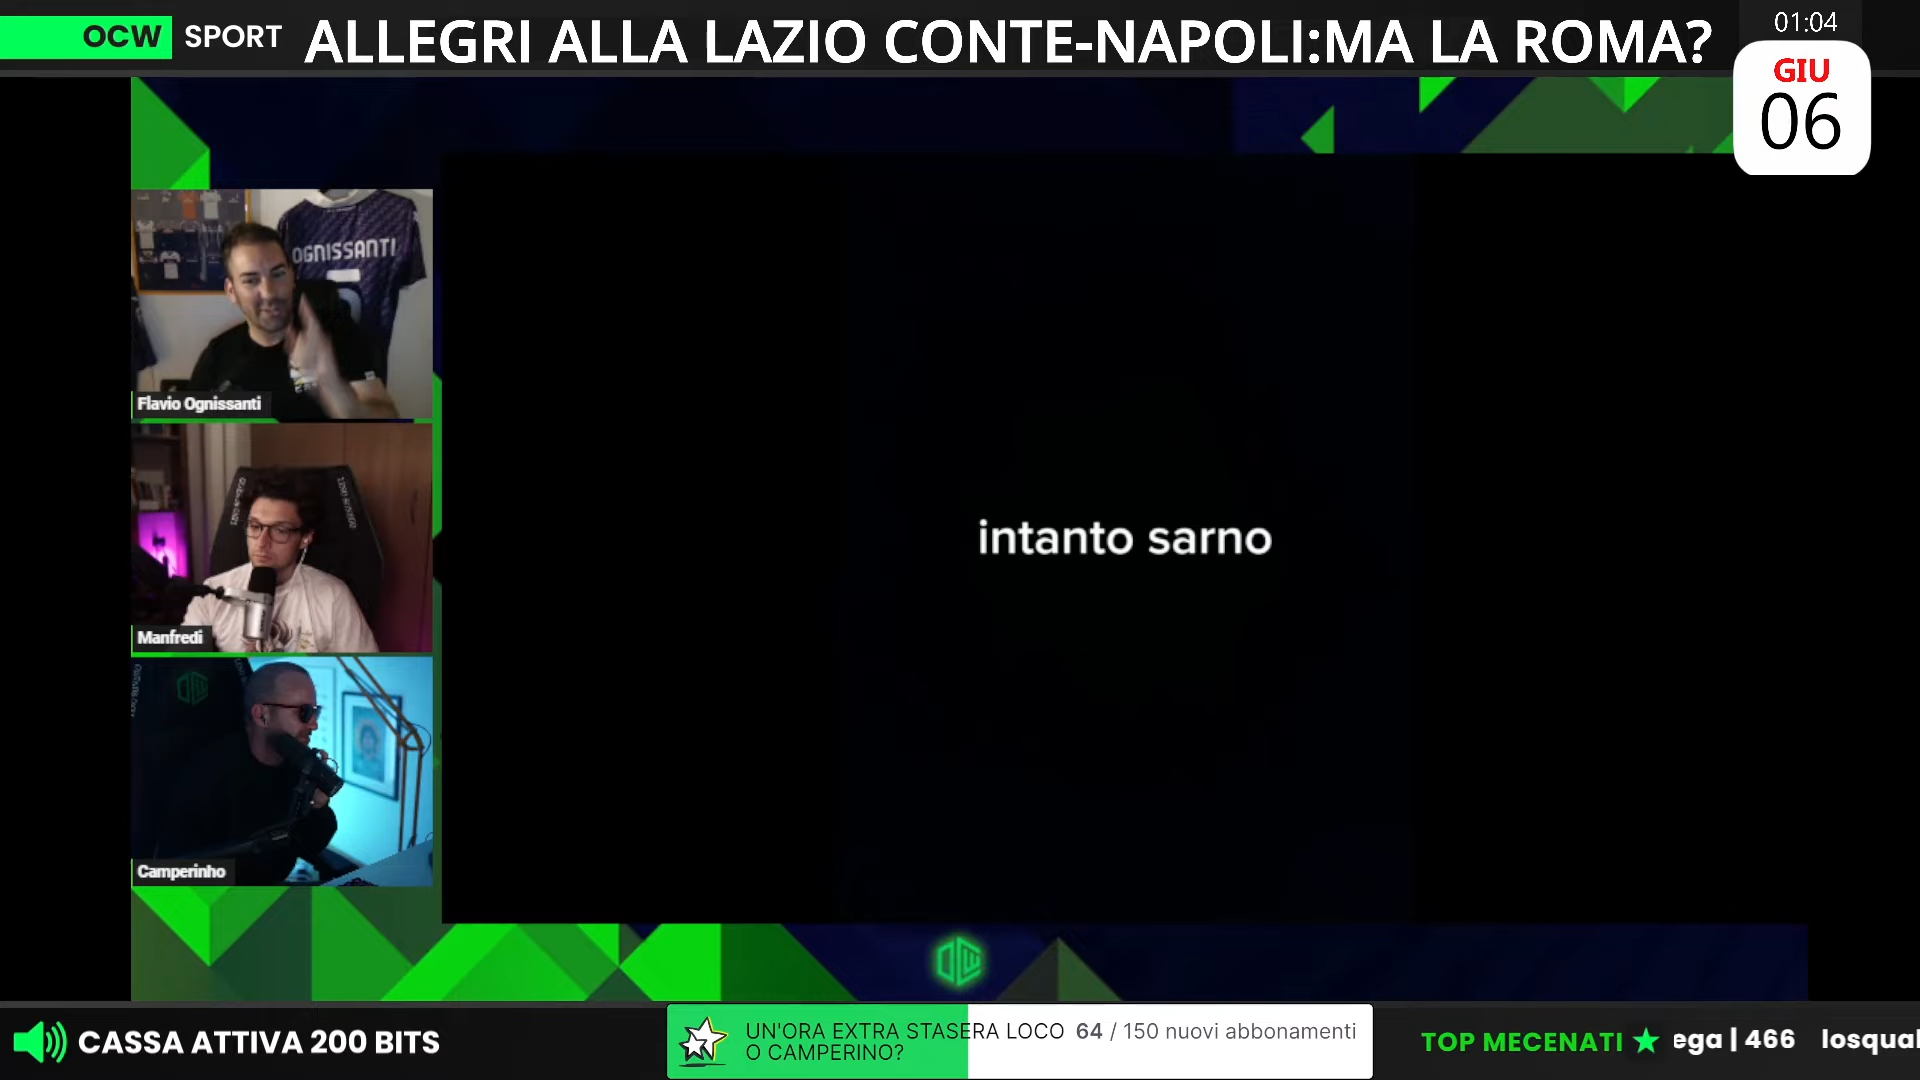 OCW SPORT ALLEGRI ALLA LAZIO CONTE-NAPOLI:MA LA ROMA?
01:04
GIU
06
OGNISSANTI
Flavio Ognissanti
intanto sarno
Manfredi
Camperinho
CASSA ATTIVA 200 BITS
UN'ORA EXTRA STASERA LOCO 64 / 150 nuovi abbonamenti
O CAMPERINO?
TOP MECENATI ega | 466 losqual